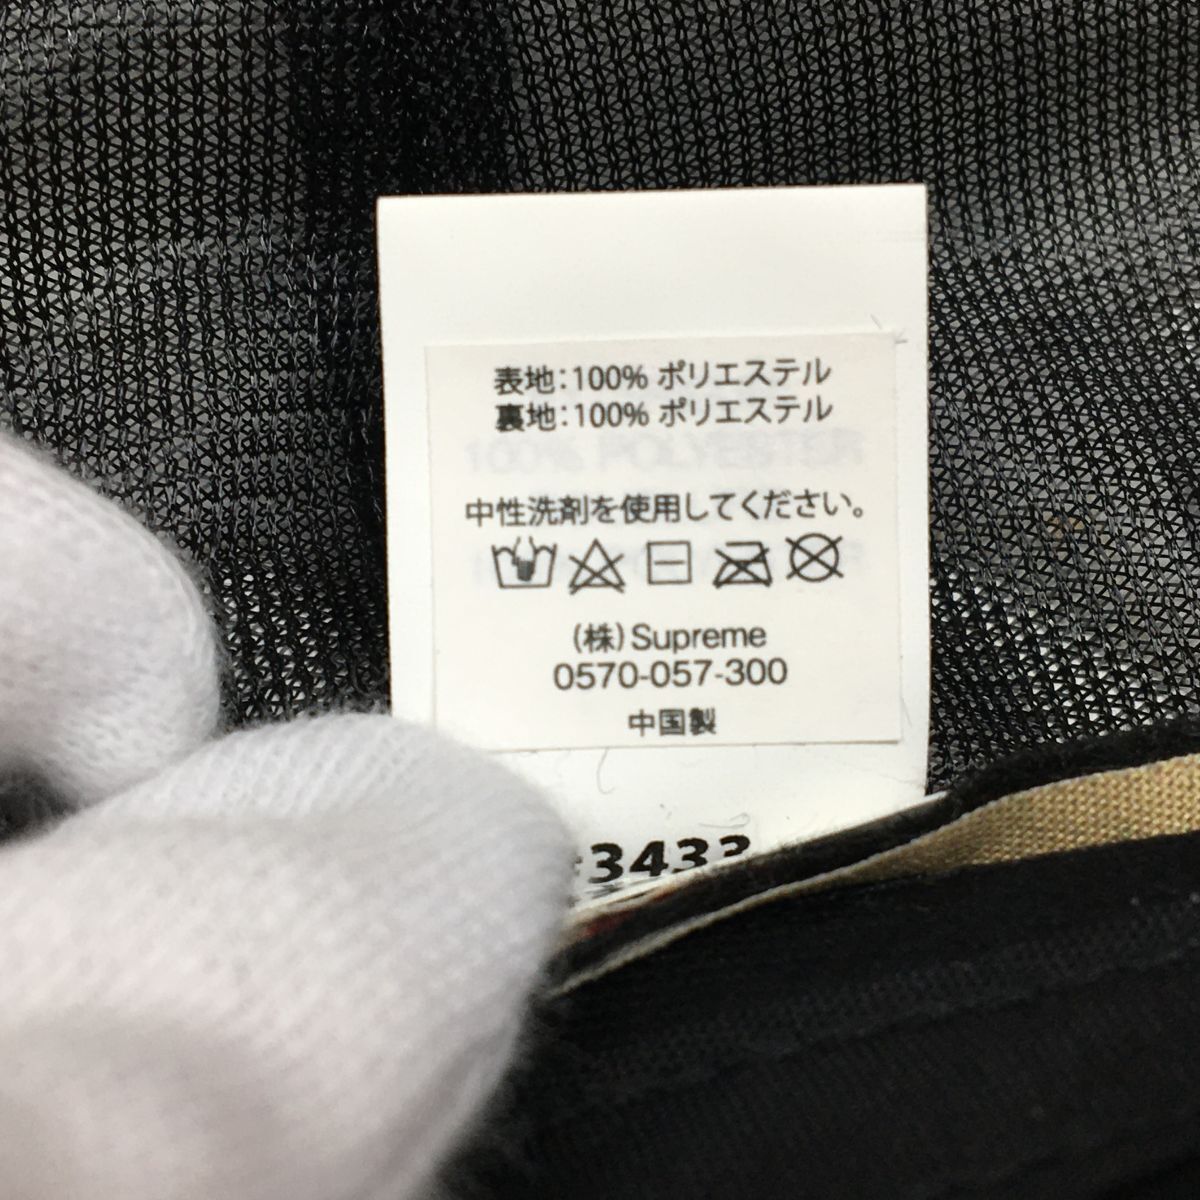 表地：100% ポリエステル
裏地：100% ポリエステル
100% POLYESTER
中性洗剤を使用してください。
(株) Supreme
0570-057-300
中国製
3433